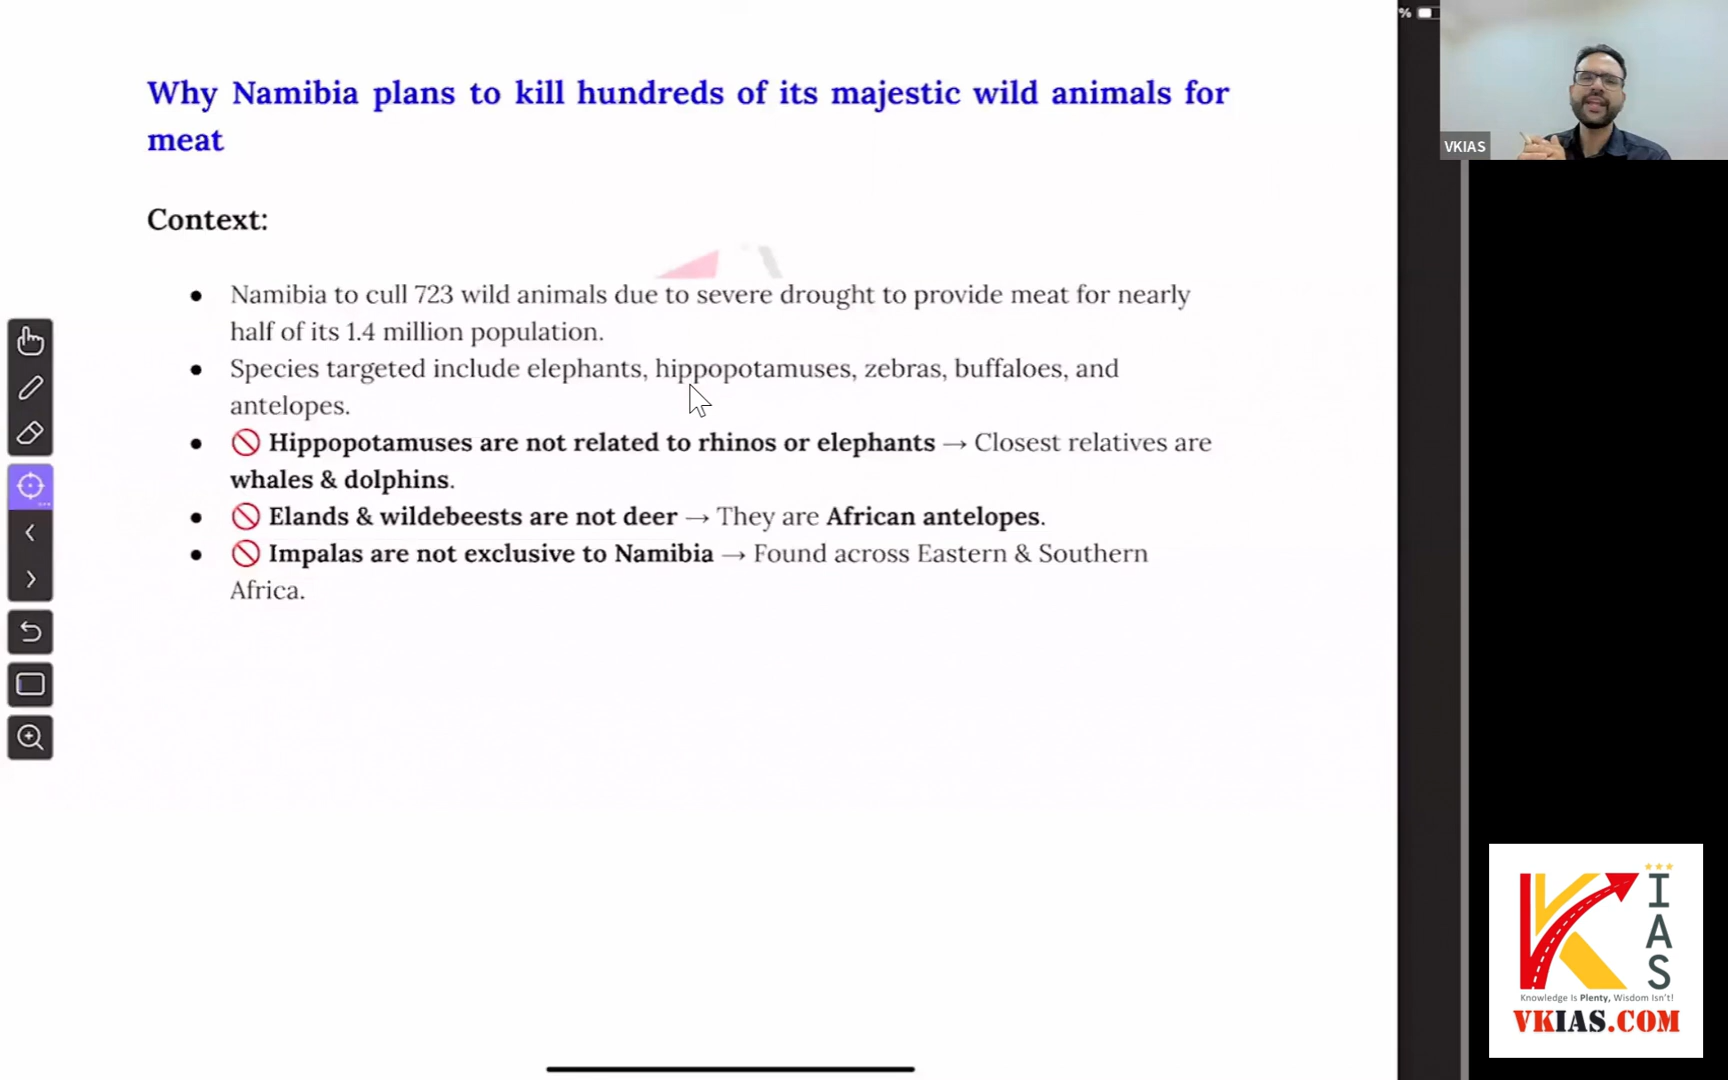 Why Namibia plans to kill hundreds of its majestic wild animals for
meat
Context:
● Namibia to cull 723 wild animals due to severe drought to provide meat for nearly
half of its 1.4 million population.
● Species targeted include elephants, hippopotamuses, zebras, buffaloes, and
antelopes.
● 🚫 Hippopotamuses are not related to rhinos or elephants → Closest relatives are
whales & dolphins.
● 🚫 Elands & wildebeests are not deer → They are African antelopes.
● 🚫 Impalas are not exclusive to Namibia → Found across Eastern & Southern
Africa.
%
VKIAS
K IAS
Knowledge Is Plenty, Wisdom Isn't!
VKIAS.COM